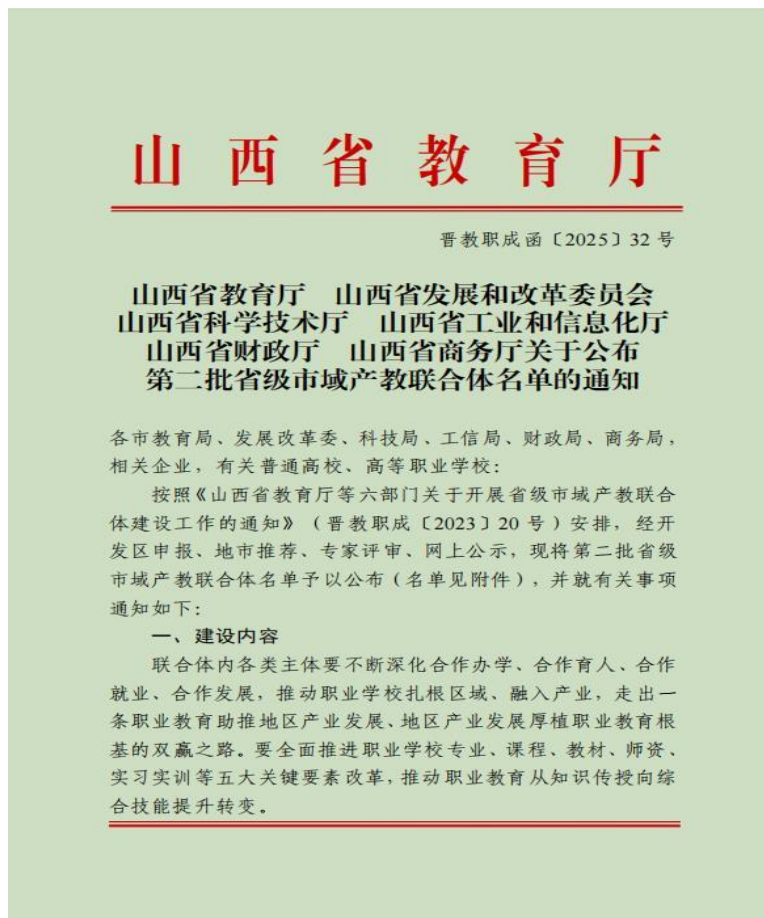 山西省教育厅
晋教职成函〔2025〕32 号
山西省教育厅 山西省发展和改革委员会
山西省科学技术厅 山西省工业和信息化厅
山西省财政厅 山西省商务厅关于公布
第二批省级市域产教联合体名单的通知
各市教育局、发展改革委、科技局、工信局、财政局、商务局，
相关企业，有关普通高校、高等职业学校：
按照《山西省教育厅等六部门关于开展省级市域产教联合
体建设工作的通知》（晋教职成〔2023〕20 号）安排，经开
发区申报、地市推荐、专家评审、网上公示，现将第二批省级
市域产教联合体名单予以公布（名单见附件），并就有关事项
通知如下：
一、建设内容
联合体内各类主体要不断深化合作办学、合作育人、合作
就业、合作发展，推动职业学校扎根区域、融入产业，走出一
条职业教育助推地区产业发展、地区产业发展厚植职业教育根
基的双赢之路。要全面推进职业学校专业、课程、教材、师资、
实习实训等五大关键要素改革，推动职业教育从知识传授向综
合技能提升转变。